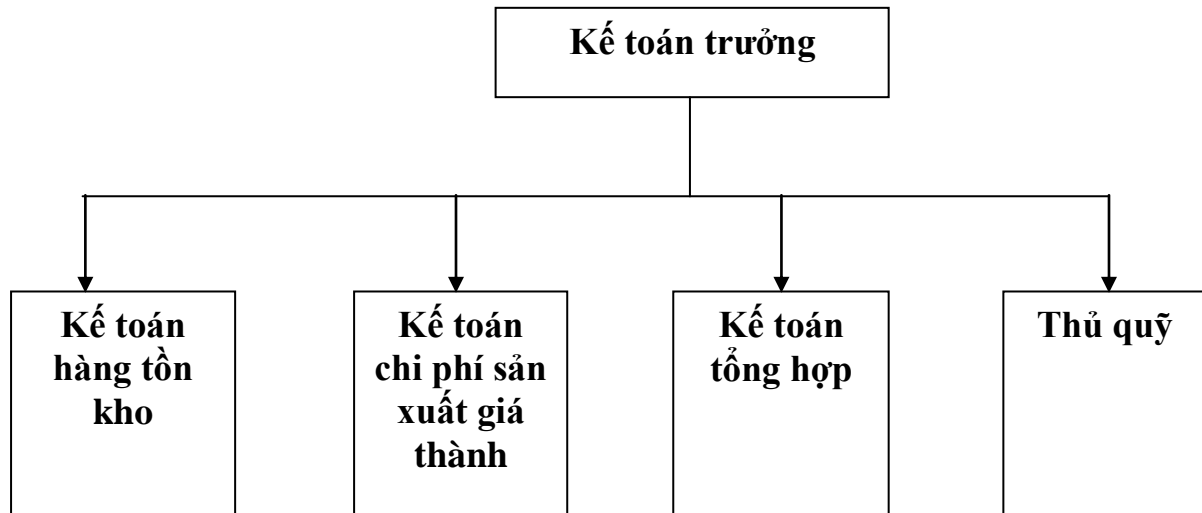 Kế toán trưởng
Kế toán
hàng tồn
kho
Kế toán
chi phí sản
xuất giá
thành
Kế toán
tổng hợp
Thủ quỹ